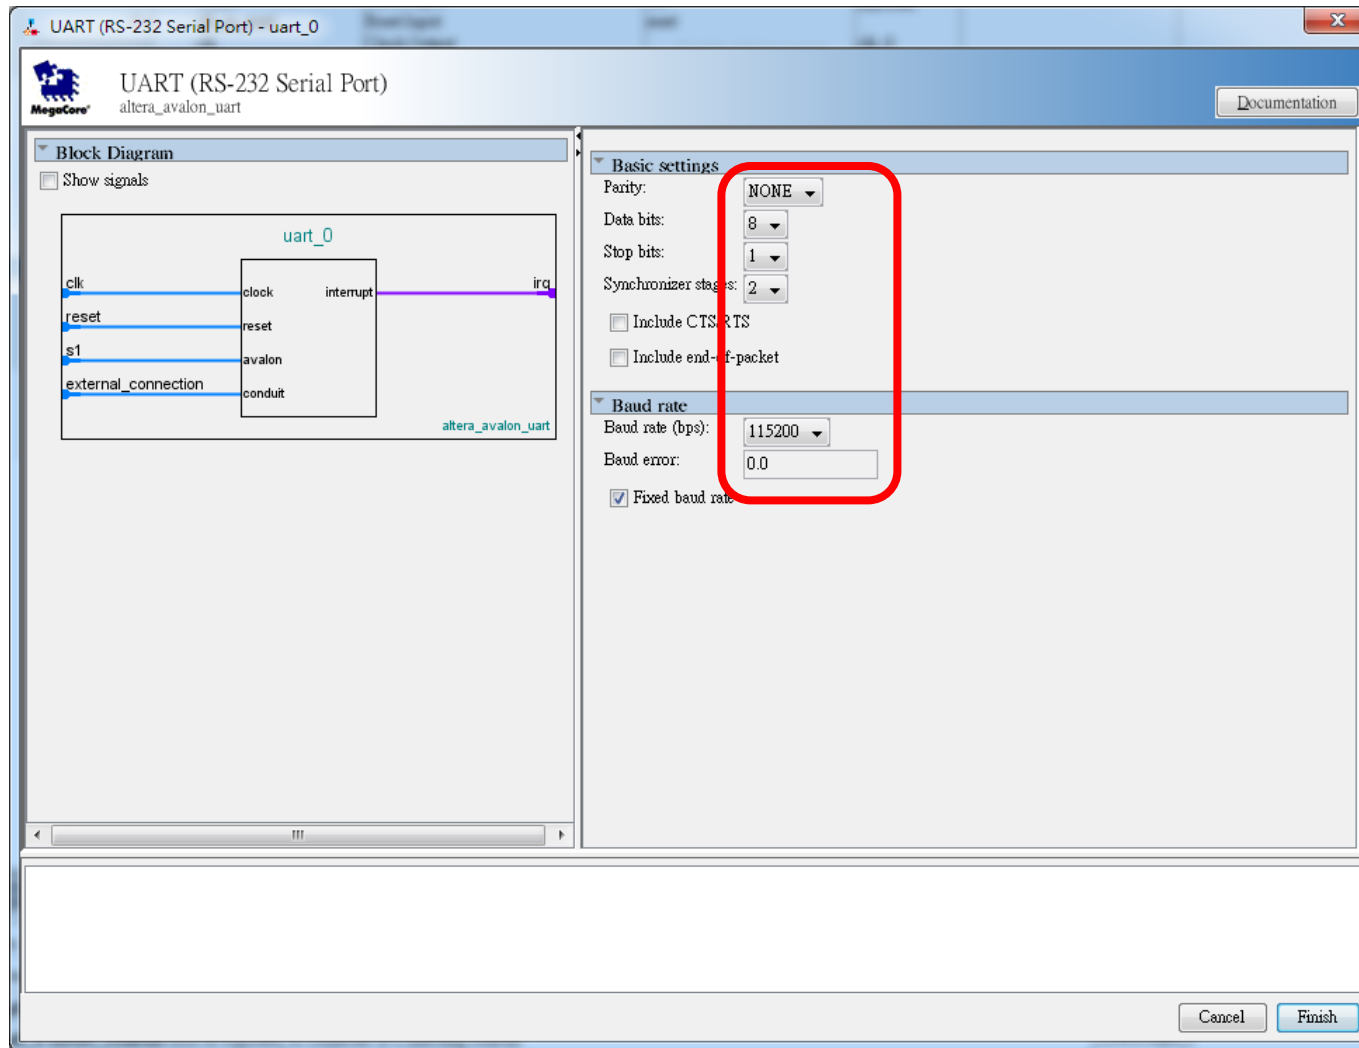 UART (RS-232 Serial Port) - uart_0
MegaCore®
UART (RS-232 Serial Port)
altera_avalon_uart
Documentation
Block Diagram
Show signals
uart_0
clk
clock
interrupt
irq
reset
reset
s1
avalon
external_connection
conduit
altera_avalon_uart
Basic settings
Parity: NONE
Data bits: 8
Stop bits: 1
Synchronizer stages: 2
Include CTS/RTS
Include end-of-packet
Baud rate
Baud rate (bps): 115200
Baud error: 0.0
Fixed baud rate
Cancel
Finish